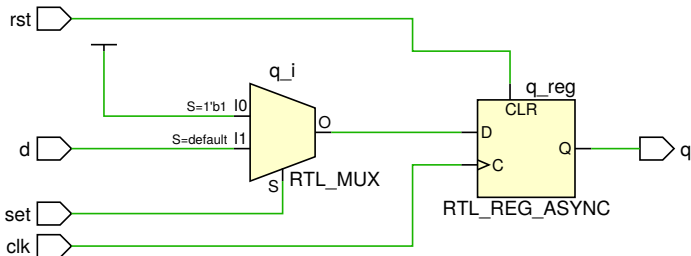 rst
q_i
q_reg
CLR
S=1'b1 I0
O
D
d
S=default I1
Q
q
C
S
RTL_MUX
set
RTL_REG_ASYNC
clk